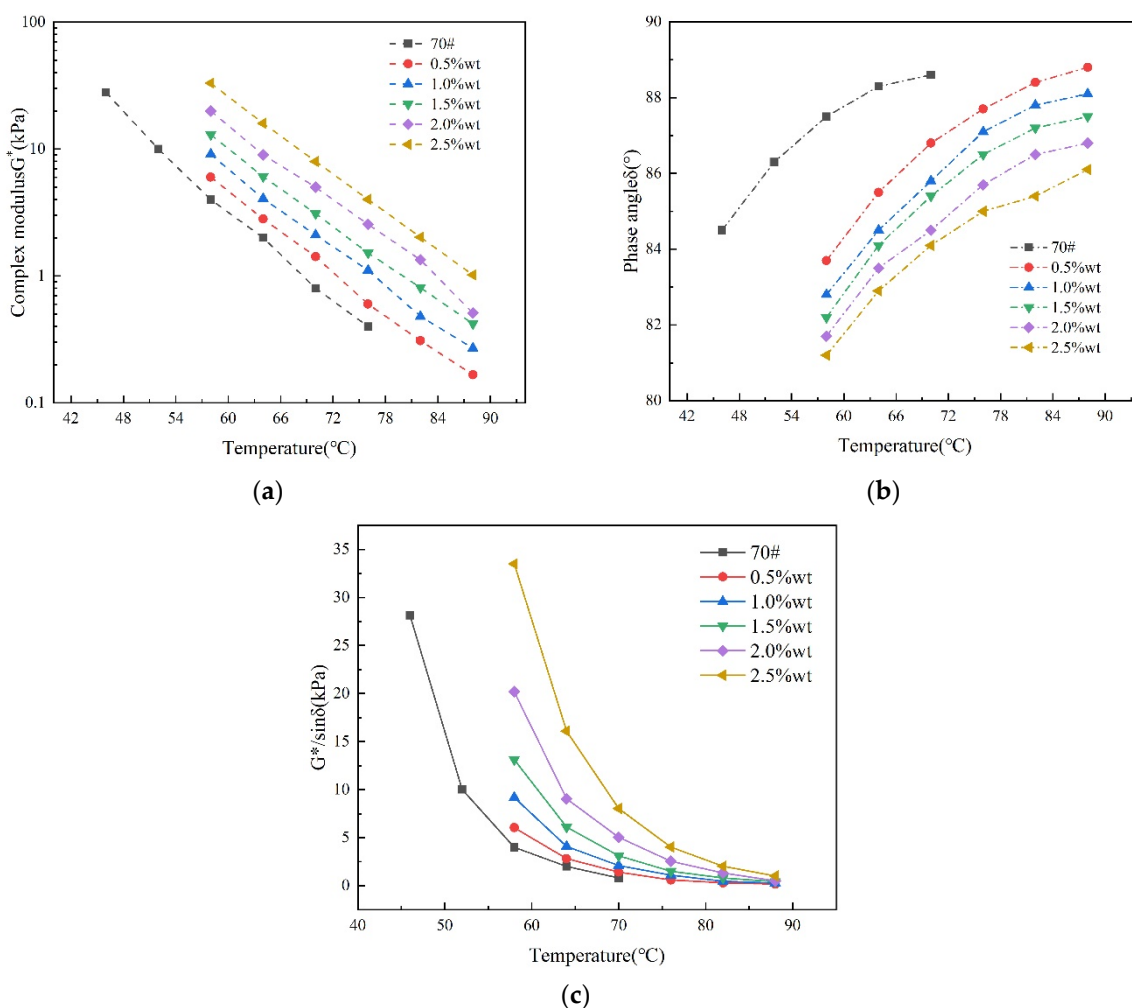 100
10
1
0.1
Complex modulusG*(kPa)
42 48 54 60 66 72 78 84 90
Temperature(℃)
70#
0.5%wt
1.0%wt
1.5%wt
2.0%wt
2.5%wt
(a)
90
88
86
84
82
80
Phase angleδ(°)
42 48 54 60 66 72 78 84 90
Temperature(℃)
70#
0.5%wt
1.0%wt
1.5%wt
2.0%wt
2.5%wt
(b)
35
30
25
20
15
10
5
0
G*/sinδ(kPa)
40 50 60 70 80 90
Temperature(℃)
70#
0.5%wt
1.0%wt
1.5%wt
2.0%wt
2.5%wt
(c)